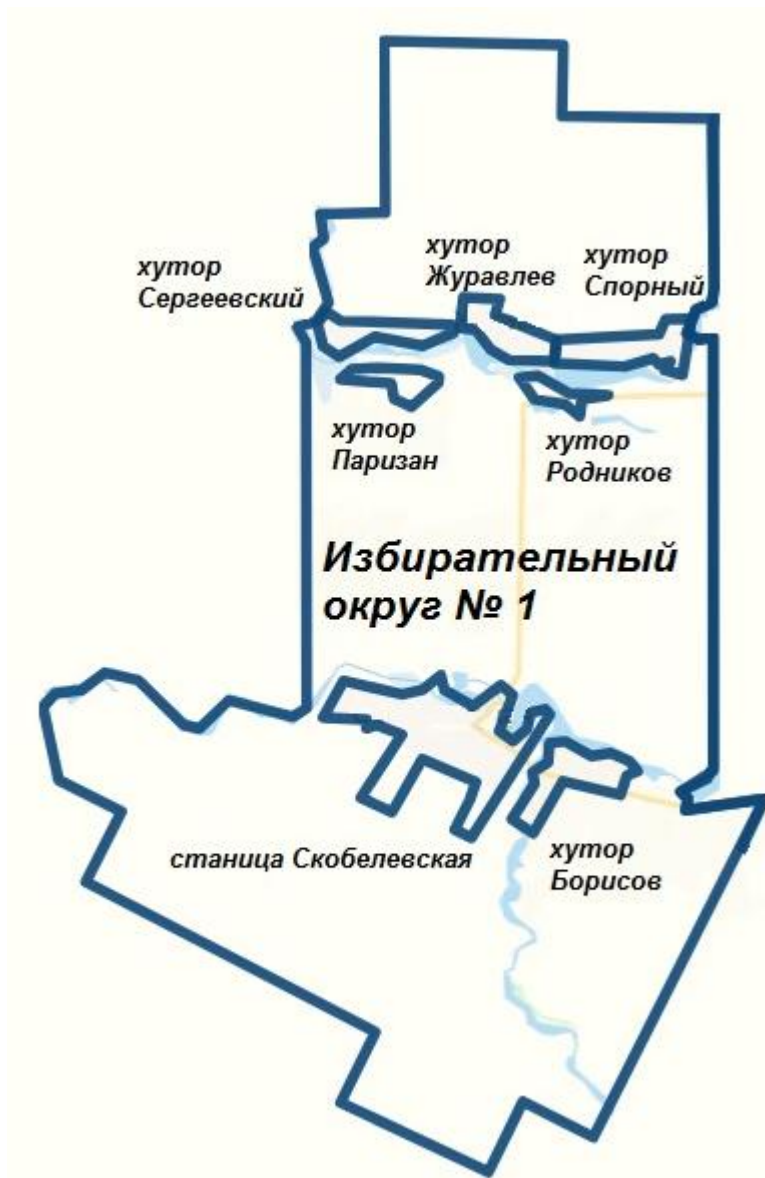 хутор
Сергеевский
хутор
Журавлев
хутор
Спорный
хутор
Паризан
хутор
Родников
Избирательный
округ № 1
станица Скобелевская
хутор
Борисов